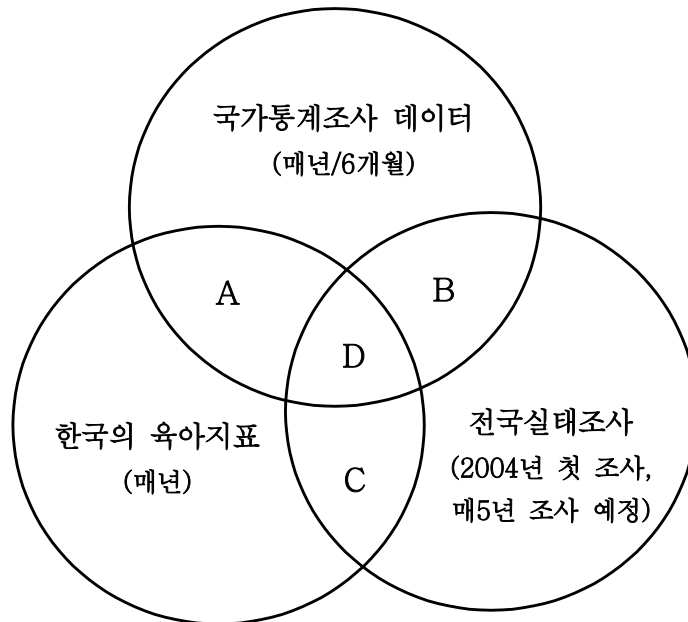 국가통계조사 데이터
(매년/6개월)
A
B
D
한국의 육아지표
(매년)
C
전국실태조사
(2004년 첫 조사,
매5년 조사 예정)